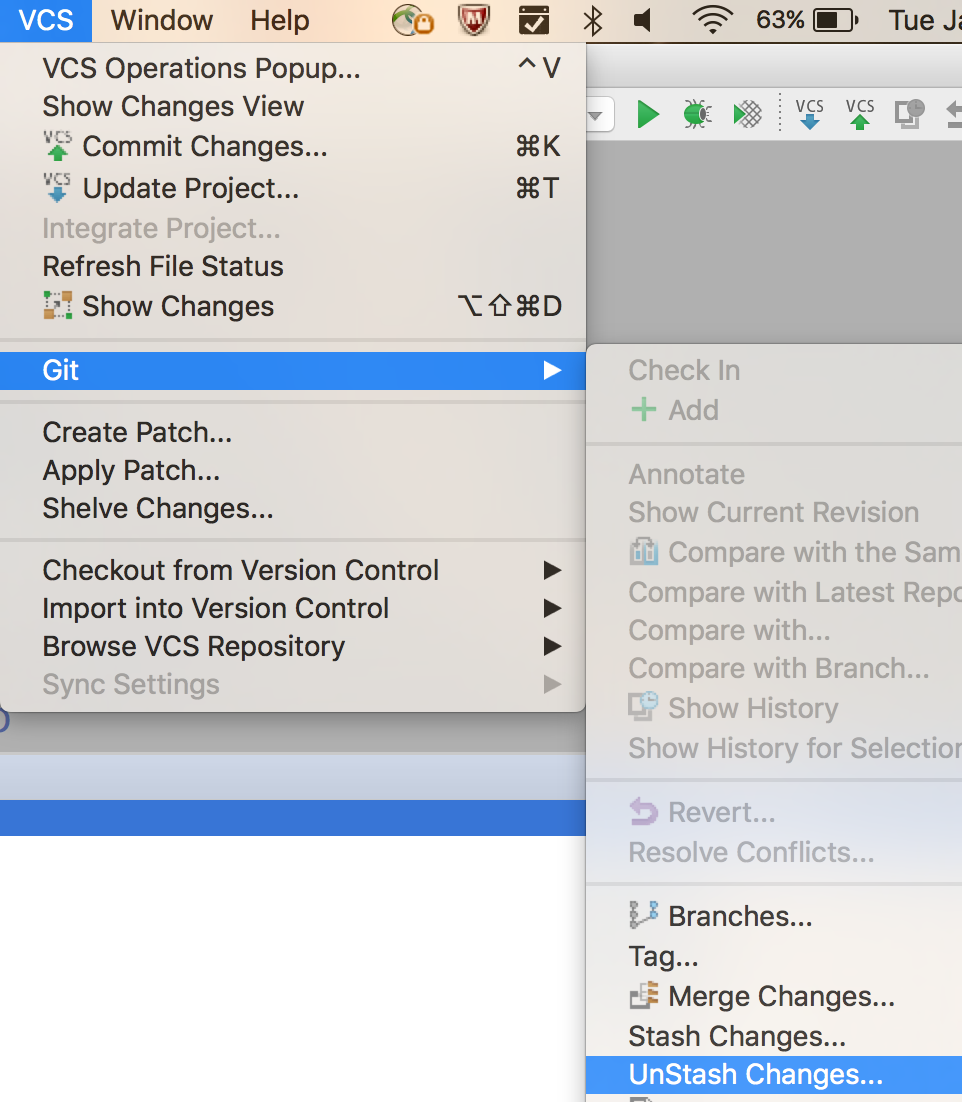 VCS Window Help 63% Tue Ja
VCS Operations Popup... ^V
Show Changes View
VCS Commit Changes... ⌘K
VCS Update Project... ⌘T
Integrate Project...
Refresh File Status
Show Changes ⌥⇧⌘D
Git
Create Patch...
Apply Patch...
Shelve Changes...
Checkout from Version Control
Import into Version Control
Browse VCS Repository
Sync Settings
VCS VCS
Check In
Add
Annotate
Show Current Revision
Compare with the Sam
Compare with Latest Repo
Compare with...
Compare with Branch...
Show History
Show History for Selection
Revert...
Resolve Conflicts...
Branches...
Tag...
Merge Changes...
Stash Changes...
UnStash Changes...